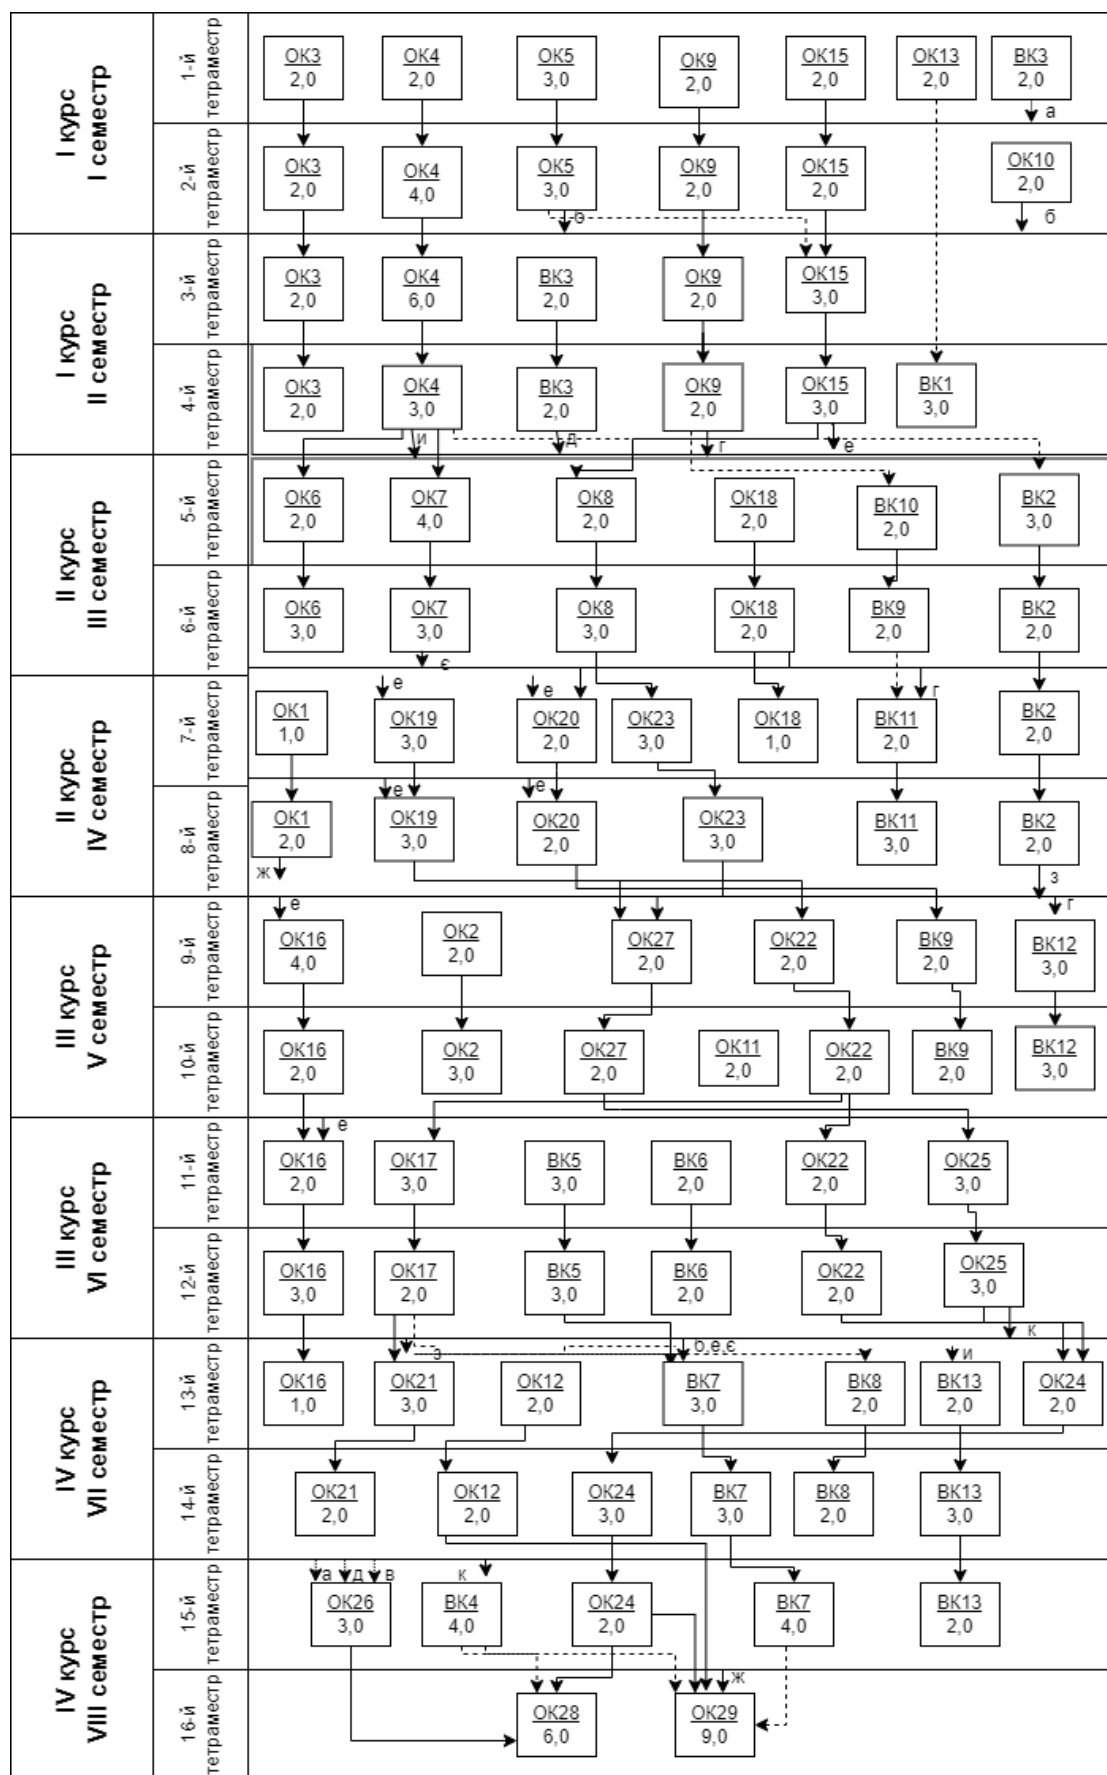 I курс
I семестр
1-й
тетраместр
ОК3
2,0
ОК4
2,0
ОК5
3,0
ОК9
2,0
ОК15
2,0
ОК13
2,0
ВК3
2,0
а
2-й
тетраместр
ОК3
2,0
ОК4
4,0
ОК5
3,0
ОК9
2,0
ОК15
2,0
ОК10
2,0
б
I курс
II семестр
3-й
тетраместр
ОК3
2,0
ОК4
6,0
ВК3
2,0
ОК9
2,0
ОК15
3,0
4-й
тетраместр
ОК3
2,0
ОК4
3,0
ВК3
2,0
ОК9
2,0
ОК15
3,0
ВК1
3,0
и
д
г
е
II курс
III семестр
5-й
тетраместр
ОК6
2,0
ОК7
4,0
ОК8
2,0
ОК18
2,0
ВК10
2,0
ВК2
3,0
6-й
тетраместр
ОК6
3,0
ОК7
3,0
ОК8
3,0
ОК18
2,0
ВК9
2,0
ВК2
2,0
є
II курс
IV семестр
7-й
тетраместр
е
е
г
ОК1
1,0
ОК19
3,0
ОК20
2,0
ОК23
3,0
ОК18
1,0
ВК11
2,0
ВК2
2,0
8-й
тетраместр
е
е
ОК1
2,0
ОК19
3,0
ОК20
2,0
ОК23
3,0
ВК11
3,0
ВК2
2,0
ж
з
III курс
V семестр
9-й
тетраместр
е
г
ОК16
4,0
ОК2
2,0
ОК27
2,0
ОК22
2,0
ВК9
2,0
ВК12
3,0
10-й
тетраместр
ОК16
2,0
ОК2
3,0
ОК27
2,0
ОК11
2,0
ОК22
2,0
ВК9
2,0
ВК12
3,0
III курс
VI семестр
11-й
тетраместр
е
ОК16
2,0
ОК17
3,0
ВК5
3,0
ВК6
2,0
ОК22
2,0
ОК25
3,0
12-й
тетраместр
ОК16
3,0
ОК17
2,0
ВК5
3,0
ВК6
2,0
ОК22
2,0
ОК25
3,0
к
IV курс
VII семестр
13-й
тетраместр
з
б,е,є
и
ОК16
1,0
ОК21
3,0
ОК12
2,0
ВК7
3,0
ВК8
2,0
ВК13
2,0
ОК24
2,0
14-й
тетраместр
ОК21
2,0
ОК12
2,0
ОК24
3,0
ВК7
3,0
ВК8
2,0
ВК13
3,0
IV курс
VIII семестр
15-й
тетраместр
а
д
в
к
ОК26
3,0
ВК4
4,0
ОК24
2,0
ВК7
4,0
ВК13
2,0
16-й
тетраместр
ж
ОК28
6,0
ОК29
9,0